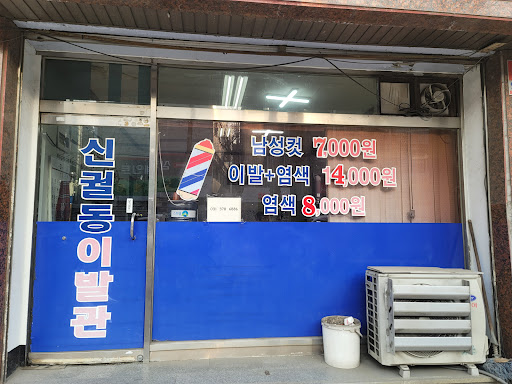 신궐동이발관
남성컷 7,000원
이발+염색 14,000원
염색 8,000원